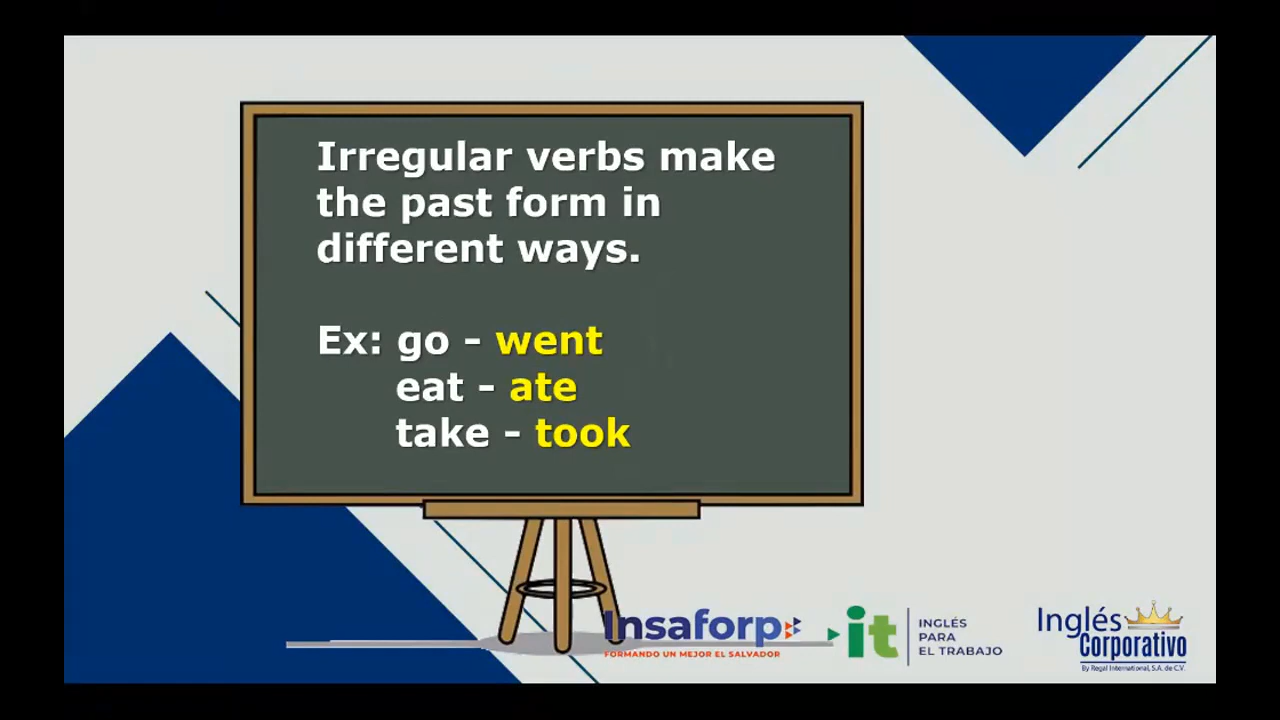 Irregular verbs make
the past form in
different ways.
Ex: go - went
eat - ate
take - took
Insaforp
FORMANDO UN MEJOR EL SALVADOR
it
INGLÉS
PARA
EL TRABAJO
Inglés
Corporativo
By Regal International, S.A. de C.V.